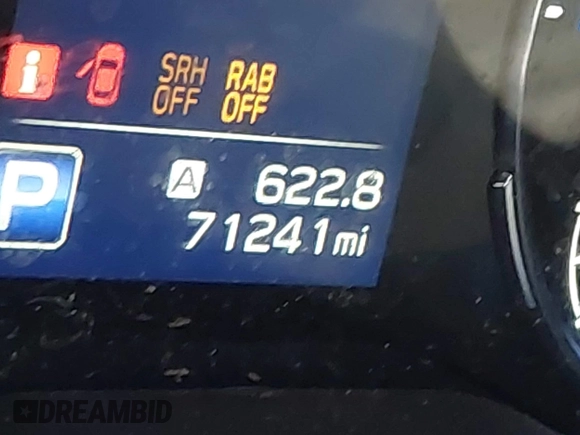 i SRH RAB
OFF OFF
A 622.8
P 71241mi
DREAMBID